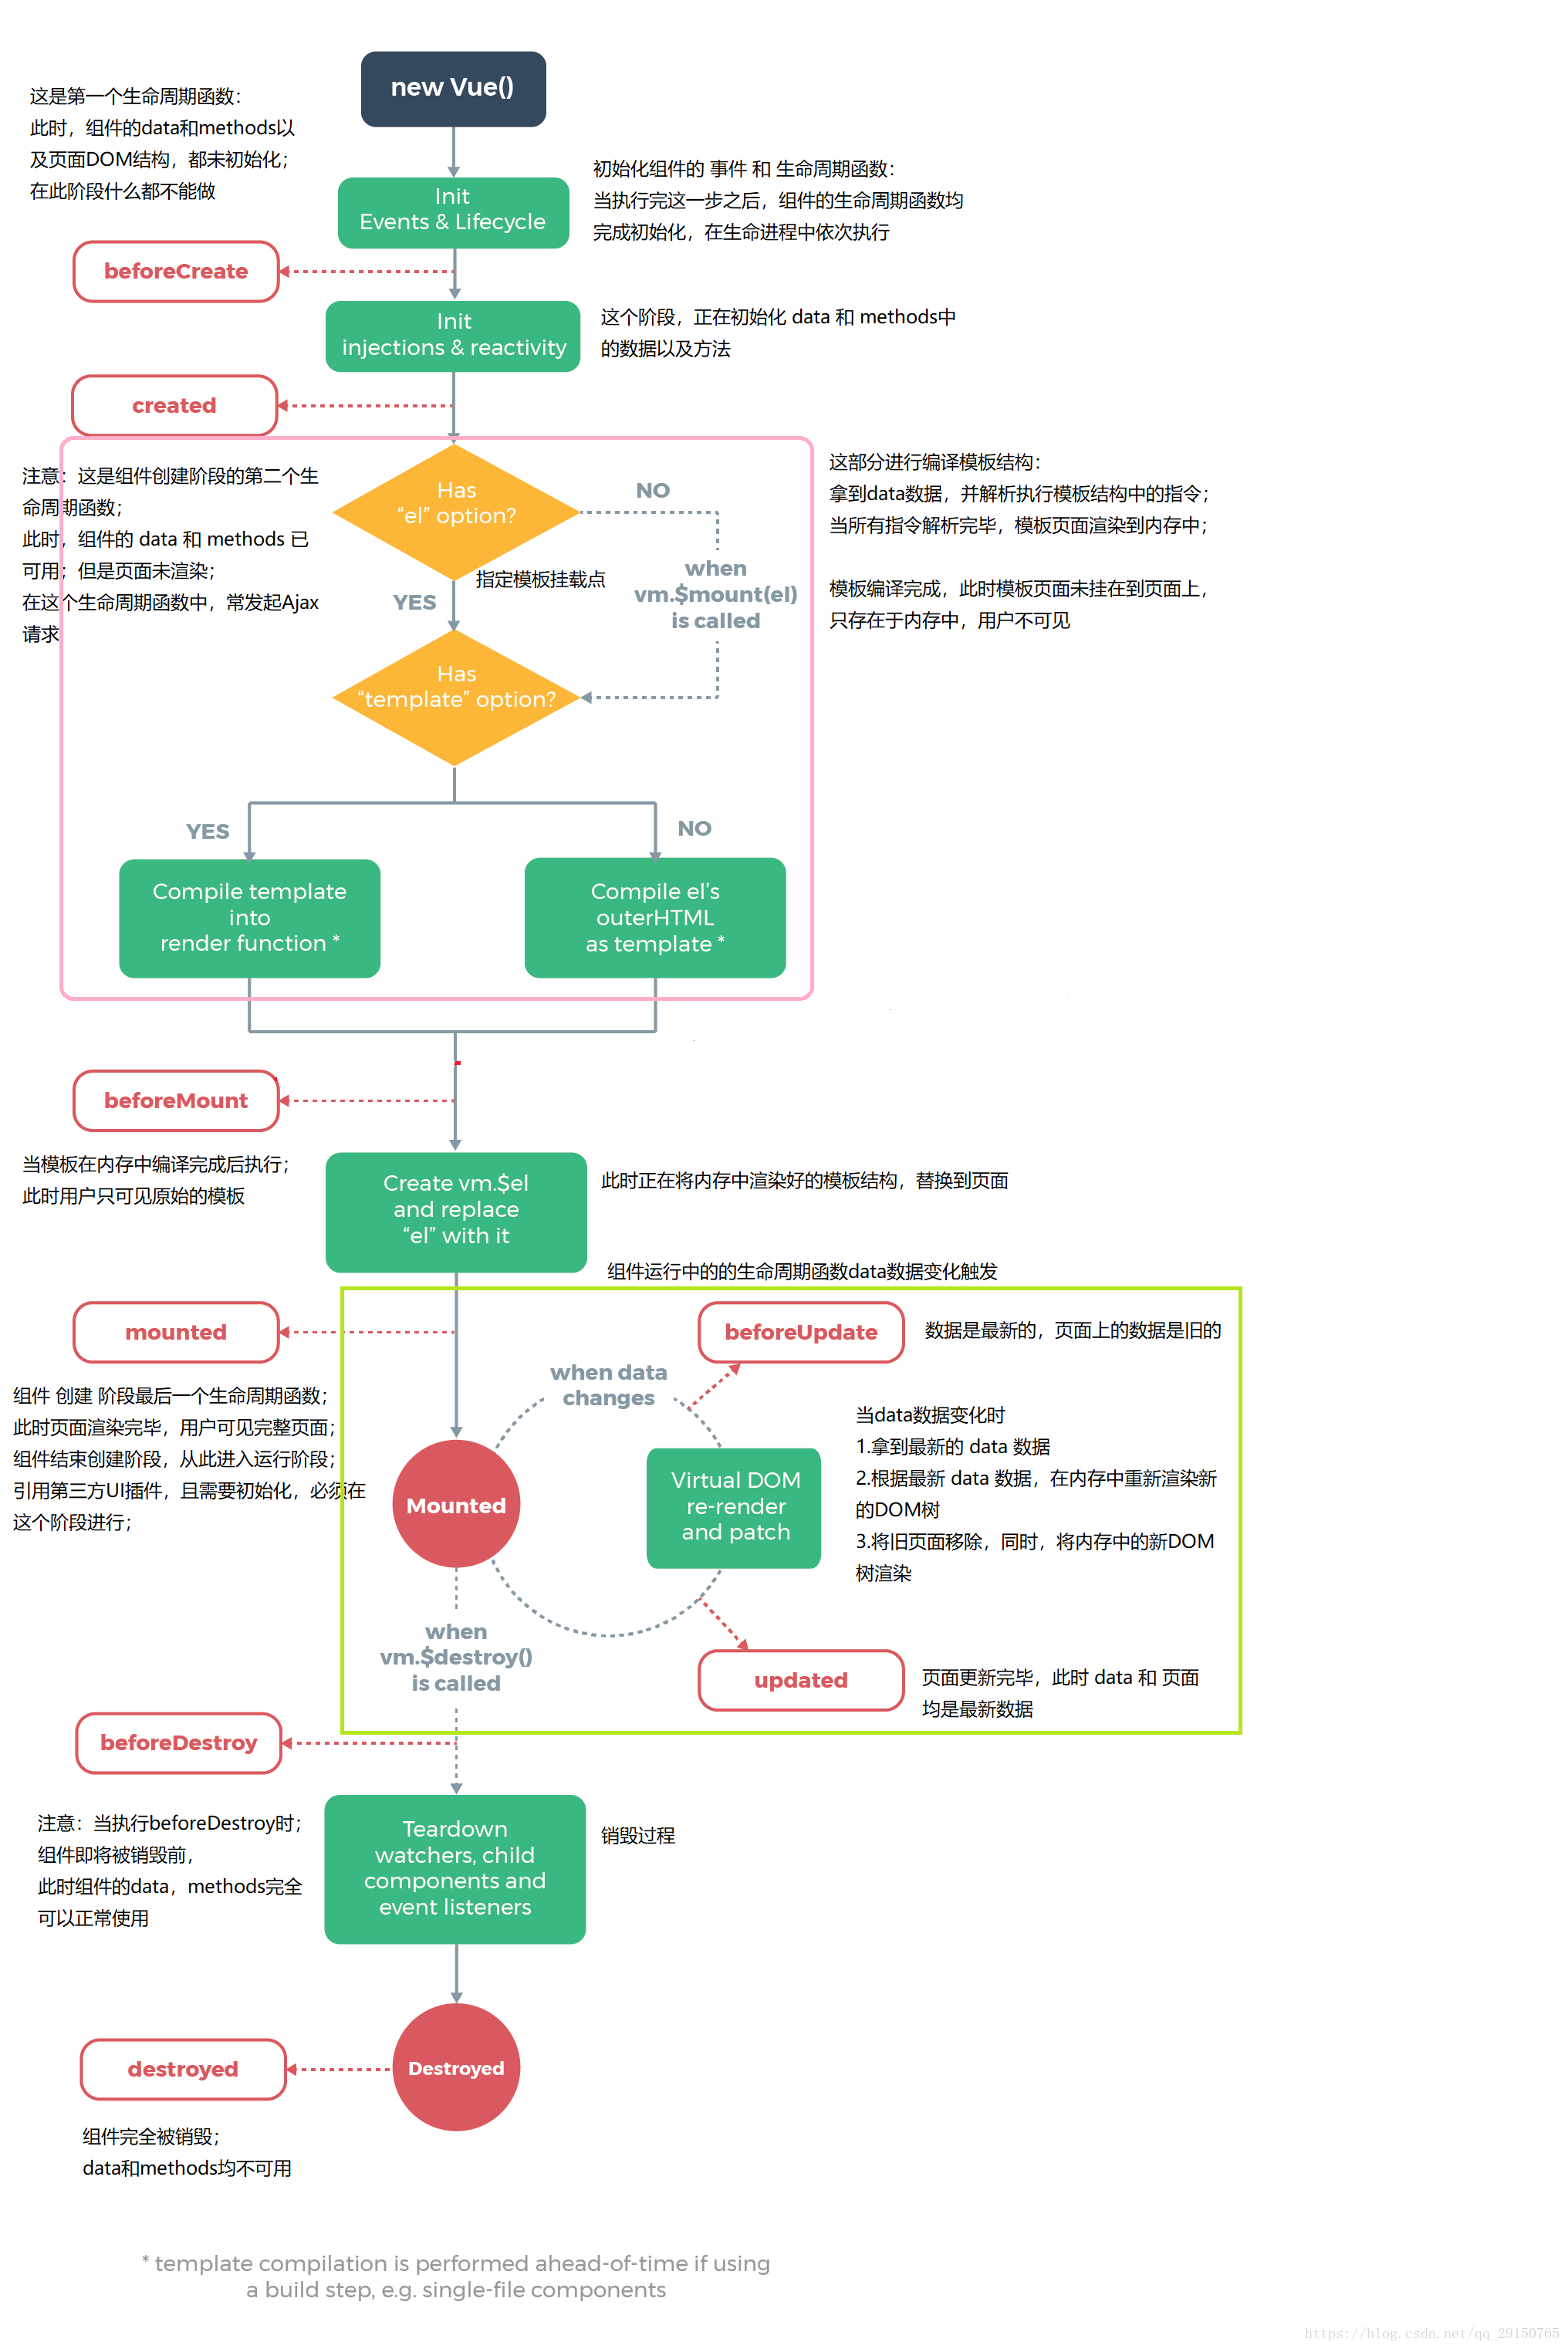 new Vue()
这是第一个生命周期函数：
此时，组件的data和methods以
及页面DOM结构，都未初始化；
在此阶段什么都不能做
Init
Events & Lifecycle
初始化组件的 事件 和 生命周期函数：
当执行完这一步之后，组件的生命周期函数均
完成初始化，在生命进程中依次执行
beforeCreate
Init
injections & reactivity
这个阶段，正在初始化 data 和 methods中
的数据以及方法
created
注意：这是组件创建阶段的第二个生
命周期函数；
此时，组件的 data 和 methods 已
可用；但是页面未渲染；
在这个生命周期函数中，常发起Ajax
请求
Has
“el” option?
NO
这部分进行编译模板结构：
拿到data数据，并解析执行模板结构中的指令；
当所有指令解析完毕，模板页面渲染到内存中；
模板编译完成，此时模板页面未挂在到页面上，
只存在于内存中，用户不可见
指定模板挂载点
YES
when
vm.$mount(el)
is called
Has
“template” option?
YES
NO
Compile template
into
render function *
Compile el’s
outerHTML
as template *
beforeMount
当模板在内存中编译完成后执行；
此时用户只可见原始的模板
Create vm.$el
and replace
“el” with it
此时正在将内存中渲染好的模板结构，替换到页面
组件运行中的的生命周期函数data数据变化触发
mounted
组件 创建 阶段最后一个生命周期函数；
此时页面渲染完毕，用户可见完整页面；
组件结束创建阶段，从此进入运行阶段；
引用第三方UI插件，且需要初始化，必须在
这个阶段进行；
beforeUpdate
数据是最新的，页面上的数据是旧的
when data
changes
当data数据变化时
1.拿到最新的 data 数据
2.根据最新 data 数据，在内存中重新渲染新
的DOM树
3.将旧页面移除，同时，将内存中的新DOM
树渲染
Mounted
Virtual DOM
re-render
and patch
when
vm.$destroy()
is called
updated
页面更新完毕，此时 data 和 页面
均是最新数据
beforeDestroy
注意：当执行beforeDestroy时；
组件即将被销毁前，
此时组件的data，methods完全
可以正常使用
Teardown
watchers, child
components and
event listeners
销毁过程
destroyed
Destroyed
组件完全被销毁；
data和methods均不可用
* template compilation is performed ahead-of-time if using
a build step, e.g. single-file components
https://blog.csdn.net/qq_29150765